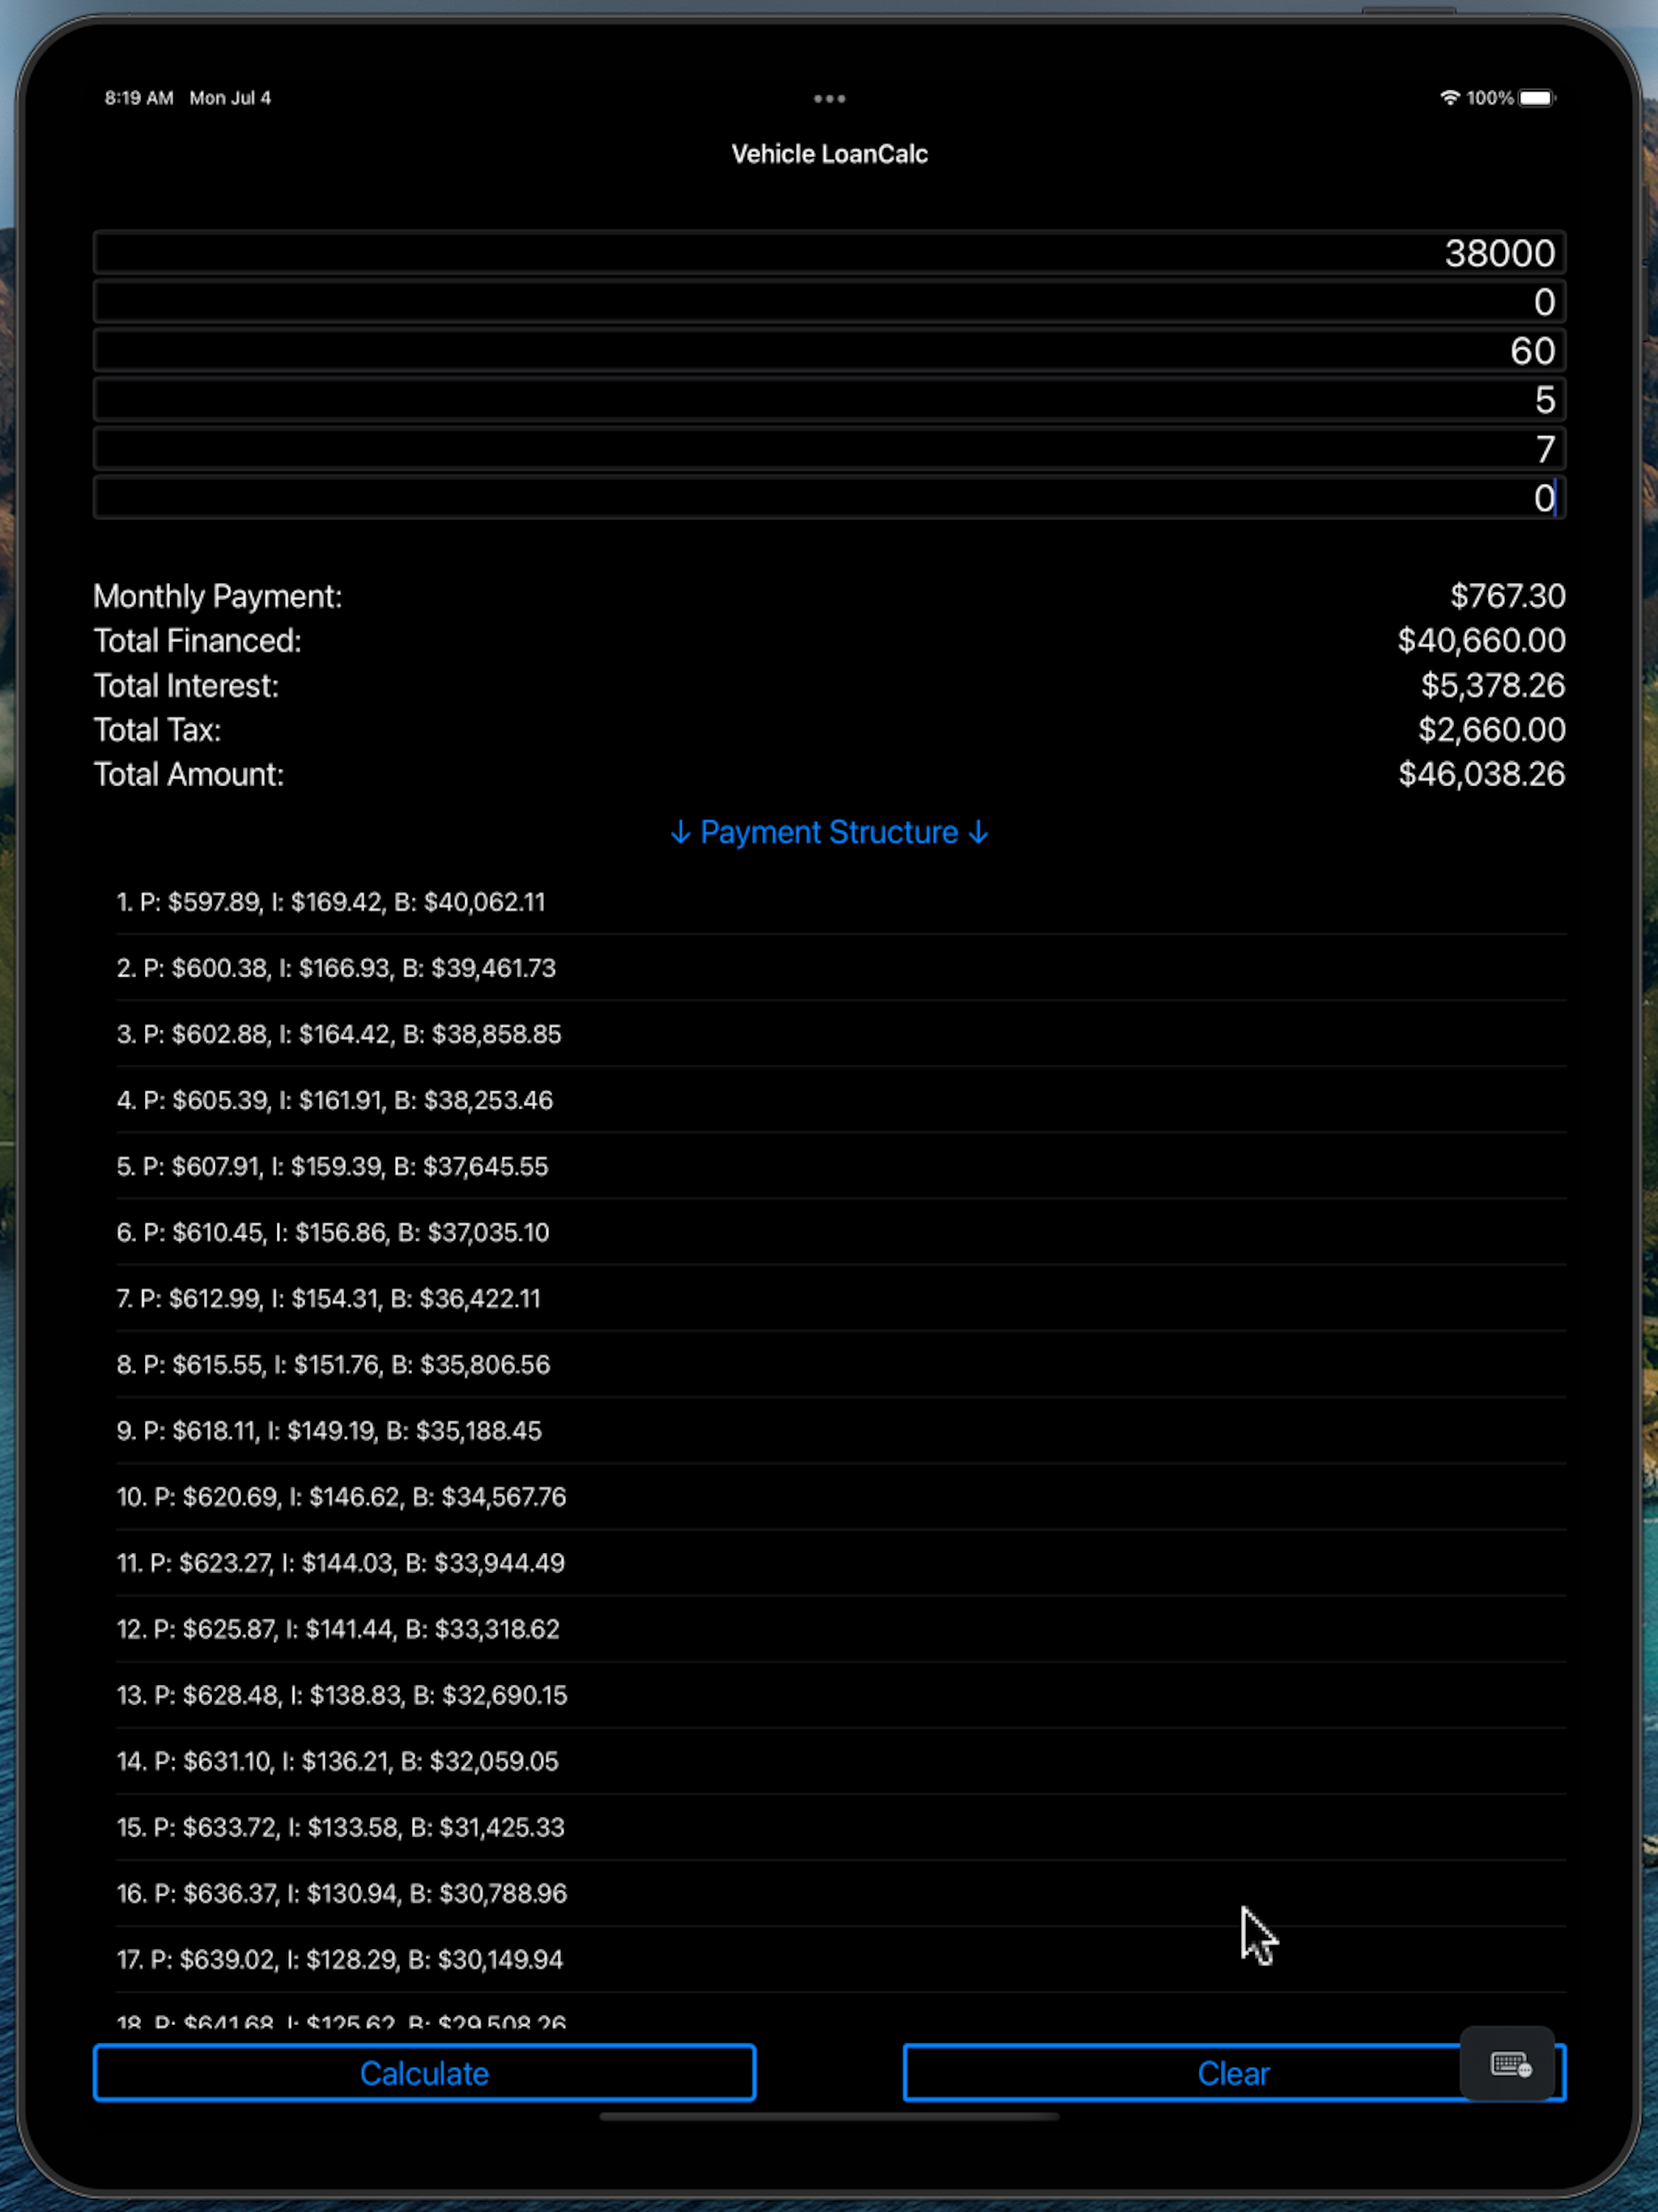 8:19 AM Mon Jul 4
100%
Vehicle LoanCalc
38000
0
60
5
7
0
Monthly Payment: $767.30
Total Financed: $40,660.00
Total Interest: $5,378.26
Total Tax: $2,660.00
Total Amount: $46,038.26
↓ Payment Structure ↓
1. P: $597.89, I: $169.42, B: $40,062.11
2. P: $600.38, I: $166.93, B: $39,461.73
3. P: $602.88, I: $164.42, B: $38,858.85
4. P: $605.39, I: $161.91, B: $38,253.46
5. P: $607.91, I: $159.39, B: $37,645.55
6. P: $610.45, I: $156.86, B: $37,035.10
7. P: $612.99, I: $154.31, B: $36,422.11
8. P: $615.55, I: $151.76, B: $35,806.56
9. P: $618.11, I: $149.19, B: $35,188.45
10. P: $620.69, I: $146.62, B: $34,567.76
11. P: $623.27, I: $144.03, B: $33,944.49
12. P: $625.87, I: $141.44, B: $33,318.62
13. P: $628.48, I: $138.83, B: $32,690.15
14. P: $631.10, I: $136.21, B: $32,059.05
15. P: $633.72, I: $133.58, B: $31,425.33
16. P: $636.37, I: $130.94, B: $30,788.96
17. P: $639.02, I: $128.29, B: $30,149.94
18. P: $641.68, I: $125.62, B: $29,508.26
Calculate Clear